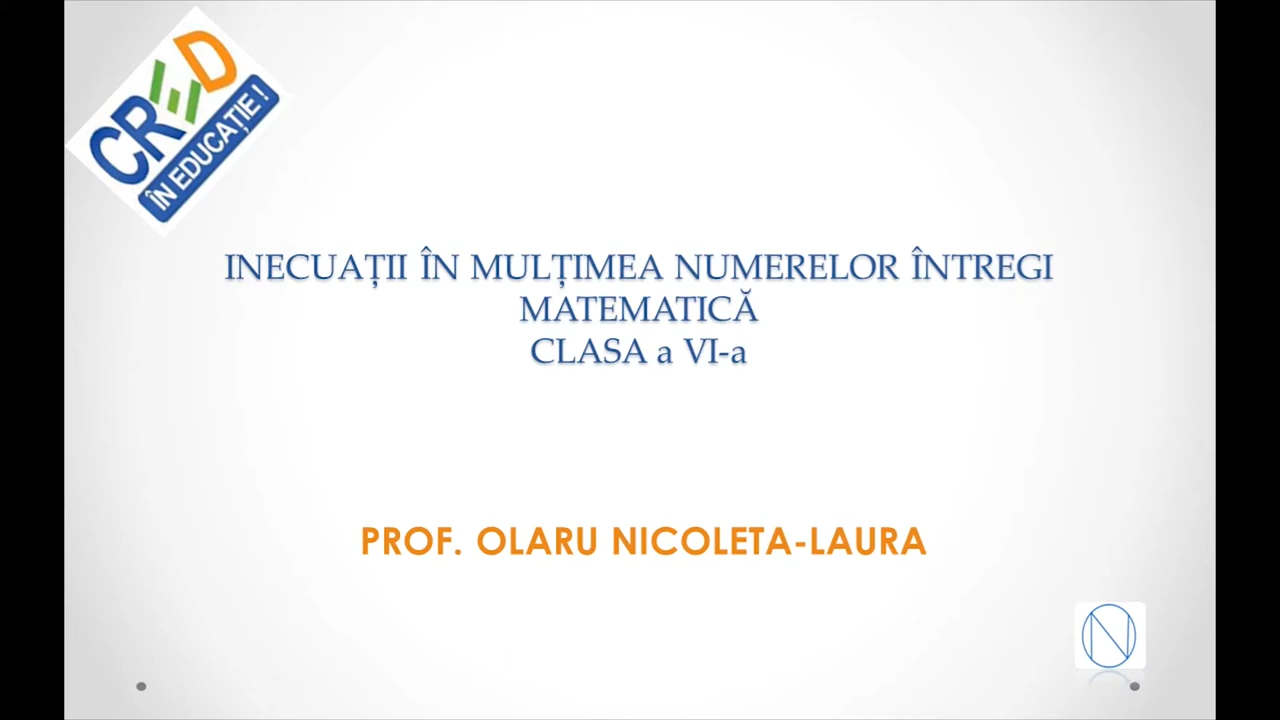 CRED
ÎN EDUCAȚIE!
INECUAȚII ÎN MULȚIMEA NUMERELOR ÎNTREGI
MATEMATICĂ
CLASA a VI-a
PROF. OLARU NICOLETA-LAURA
N